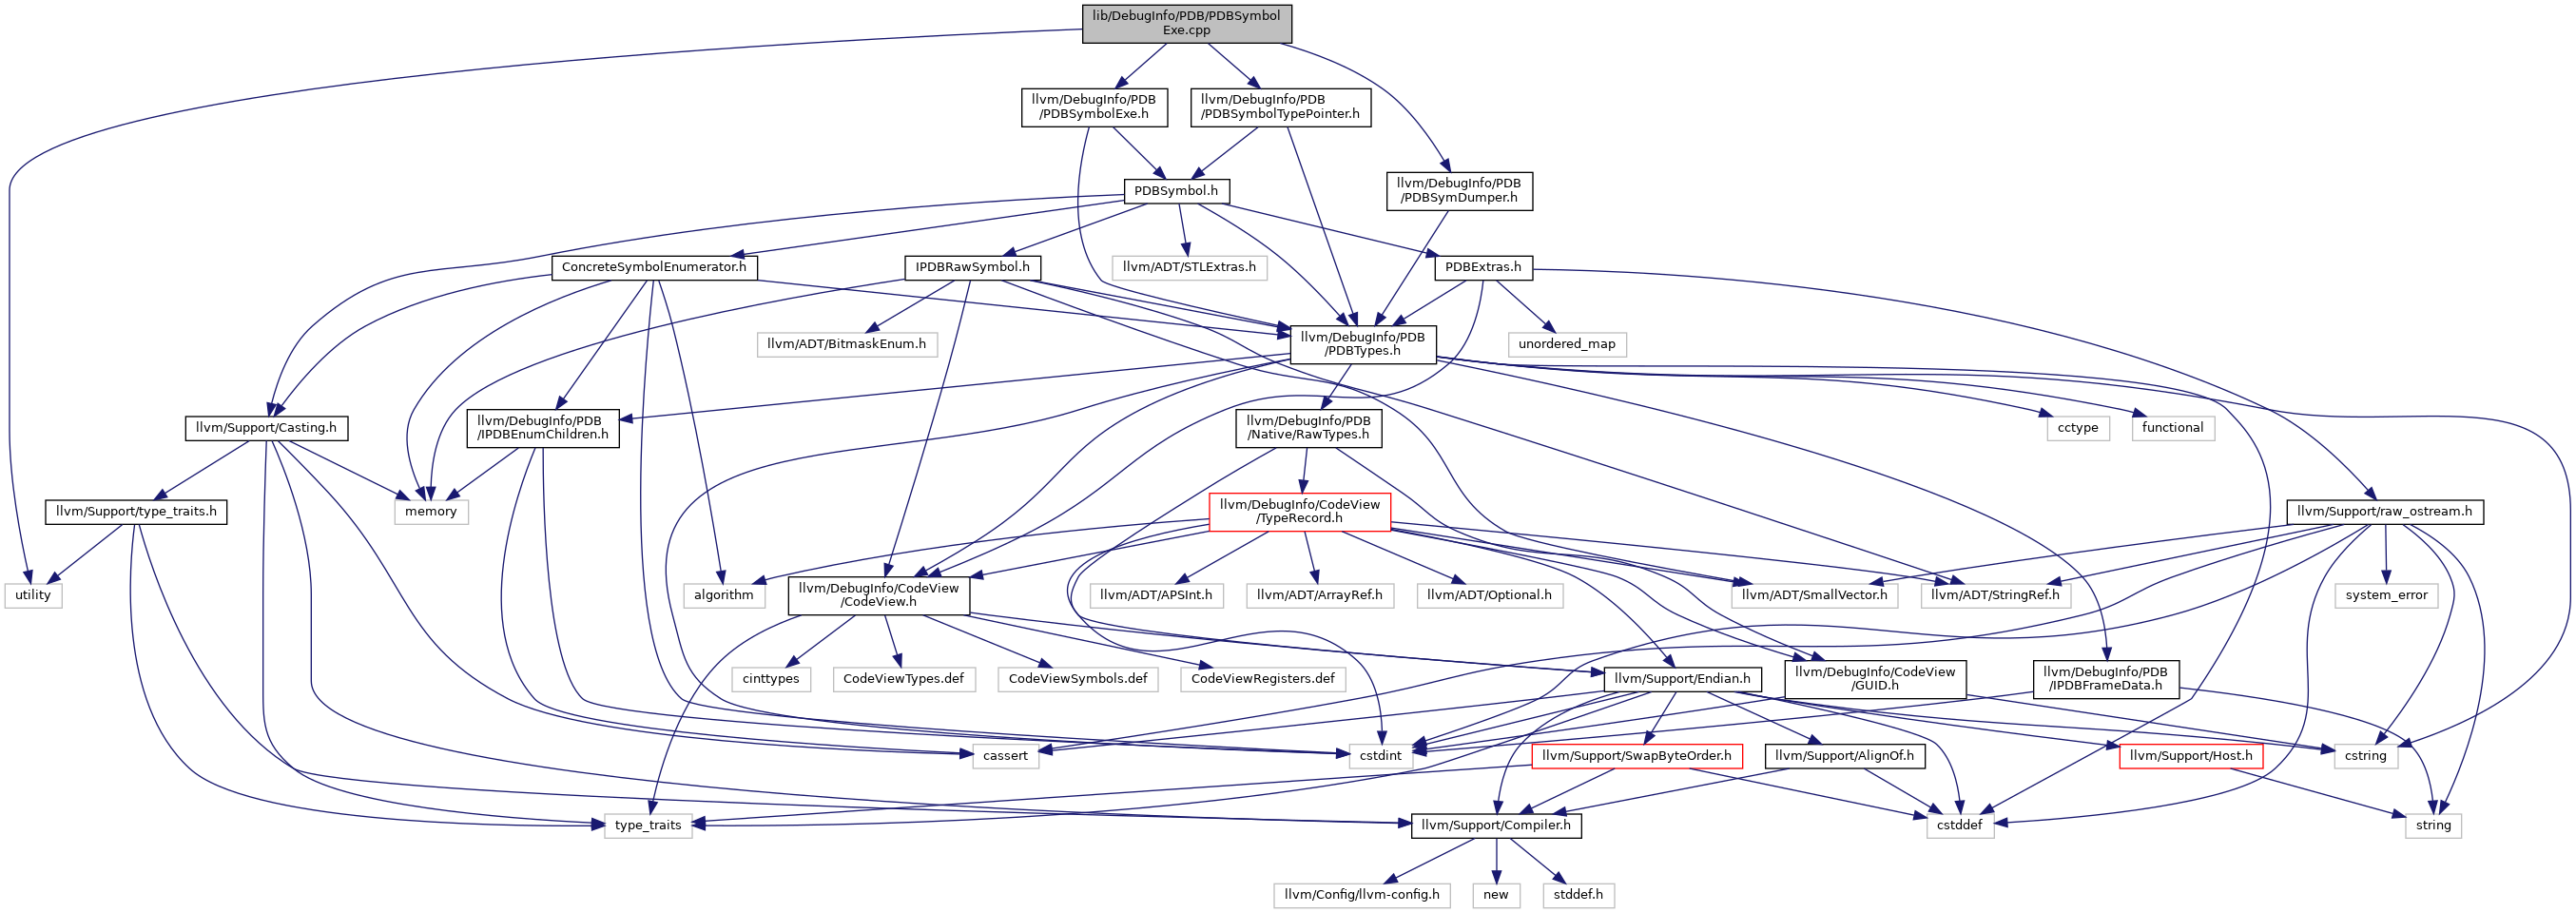 lib/DebugInfo/PDB/PDBSymbol
Exe.cpp
llvm/DebugInfo/PDB
/PDBSymbolExe.h
llvm/DebugInfo/PDB
/PDBSymbolTypePointer.h
PDBSymbol.h
llvm/DebugInfo/PDB
/PDBSymDumper.h
ConcreteSymbolEnumerator.h
IPDBRawSymbol.h
llvm/ADT/STLExtras.h
PDBExtras.h
llvm/ADT/BitmaskEnum.h
llvm/DebugInfo/PDB
/PDBTypes.h
unordered_map
llvm/Support/Casting.h
llvm/DebugInfo/PDB
/IPDBEnumChildren.h
llvm/DebugInfo/PDB
/Native/RawTypes.h
cctype
functional
llvm/Support/type_traits.h
memory
llvm/DebugInfo/CodeView
/TypeRecord.h
llvm/Support/raw_ostream.h
utility
algorithm
llvm/DebugInfo/CodeView
/CodeView.h
llvm/ADT/APSInt.h
llvm/ADT/ArrayRef.h
llvm/ADT/Optional.h
llvm/ADT/SmallVector.h
llvm/ADT/StringRef.h
system_error
cinttypes
CodeViewTypes.def
CodeViewSymbols.def
CodeViewRegisters.def
llvm/Support/Endian.h
llvm/DebugInfo/CodeView
/GUID.h
llvm/DebugInfo/PDB
/IPDBFrameData.h
cassert
cstdint
llvm/Support/SwapByteOrder.h
llvm/Support/AlignOf.h
llvm/Support/Host.h
cstring
type_traits
llvm/Support/Compiler.h
cstddef
string
llvm/Config/llvm-config.h
new
stddef.h